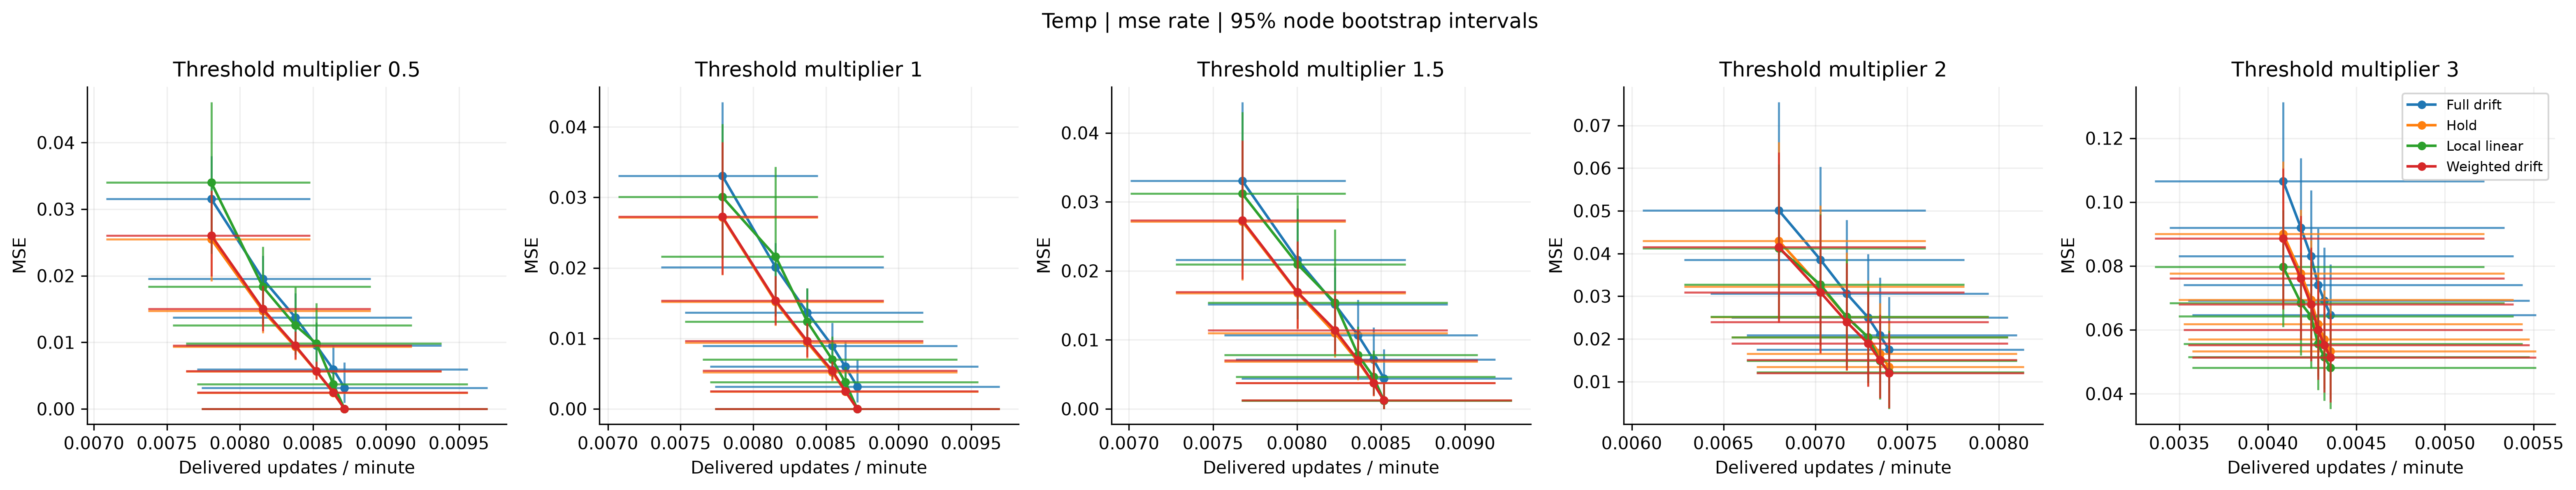 Temp | mse rate | 95% node bootstrap intervals
Threshold multiplier 0.5
MSE
0.04
0.03
0.02
0.01
0.00
0.0070 0.0075 0.0080 0.0085 0.0090 0.0095
Delivered updates / minute
Threshold multiplier 1
MSE
0.04
0.03
0.02
0.01
0.00
0.0070 0.0075 0.0080 0.0085 0.0090 0.0095
Delivered updates / minute
Threshold multiplier 1.5
MSE
0.04
0.03
0.02
0.01
0.00
0.0070 0.0075 0.0080 0.0085 0.0090
Delivered updates / minute
Threshold multiplier 2
MSE
0.07
0.06
0.05
0.04
0.03
0.02
0.01
0.0060 0.0065 0.0070 0.0075 0.0080
Delivered updates / minute
Threshold multiplier 3
Full drift
Hold
Local linear
Weighted drift
MSE
0.12
0.10
0.08
0.06
0.04
0.0035 0.0040 0.0045 0.0050 0.0055
Delivered updates / minute